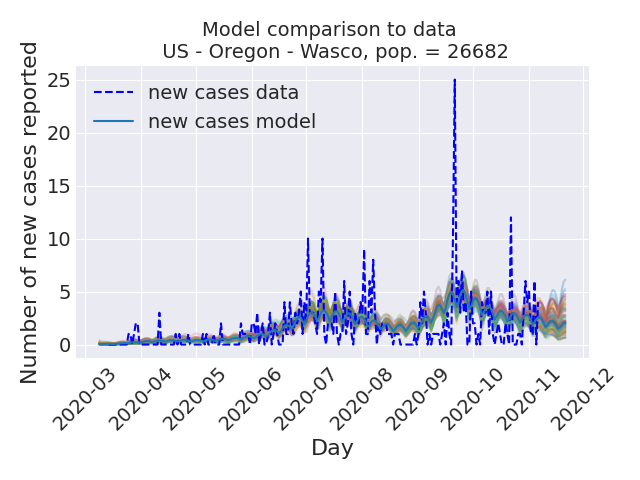 Model comparison to data
US - Oregon - Wasco, pop. = 26682
Number of new cases reported
25
20
15
10
5
0
new cases data
new cases model
2020-03
2020-04
2020-05
2020-06
2020-07
2020-08
2020-09
2020-10
2020-11
2020-12
Day